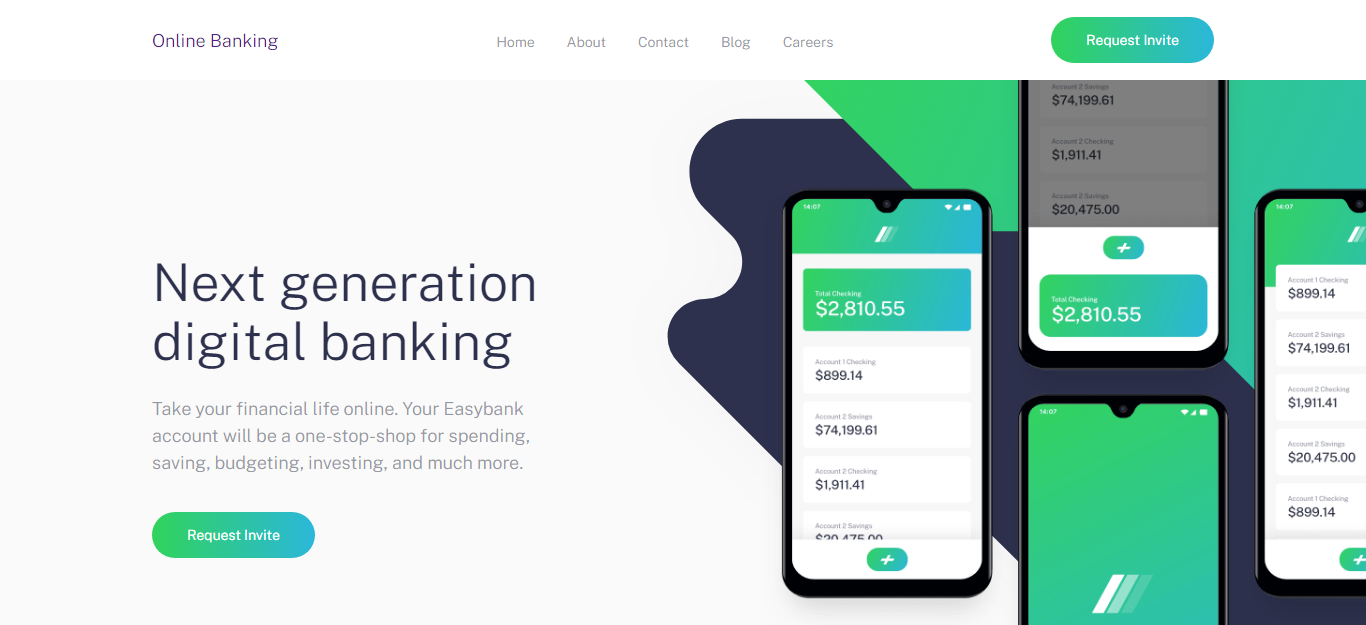 Online Banking
Home
About
Contact
Blog
Careers
Request Invite
Next generation
digital banking
Take your financial life online. Your Easybank
account will be a one-stop-shop for spending,
saving, budgeting, investing, and much more.
Request Invite
14:07
Total Checking
$2,810.55
Account 1 Checking
$899.14
Account 2 Savings
$74,199.61
Account 2 Checking
$1,911.41
Account 2 Savings
$20,475.00
Account 2 Savings
$74,199.61
Account 2 Checking
$1,911.41
Account 2 Savings
$20,475.00
Total Checking
$2,810.55
14:07
14:07
Account 1 Checking
$899.14
Account 2 Savings
$74,199.61
Account 2 Checking
$1,911.41
Account 2 Savings
$20,475.00
Account 1 Checking
$899.14